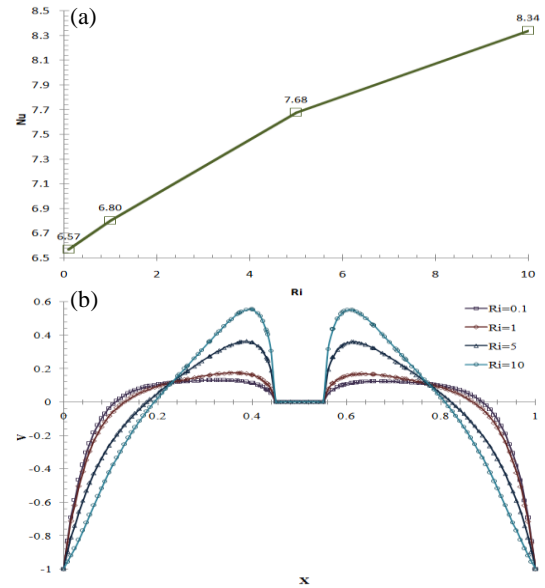 (a)
8.5
8.3
8.1
7.9
7.7
7.5
7.3
7.1
6.9
6.7
6.5
Nu
6.57
6.80
7.68
8.34
0 2 4 6 8 10
Ri
(b)
0.6
0.4
0.2
0
-0.2
-0.4
-0.6
-0.8
-1
V
0 0.2 0.4 0.6 0.8 1
X
Ri=0.1
Ri=1
Ri=5
Ri=10